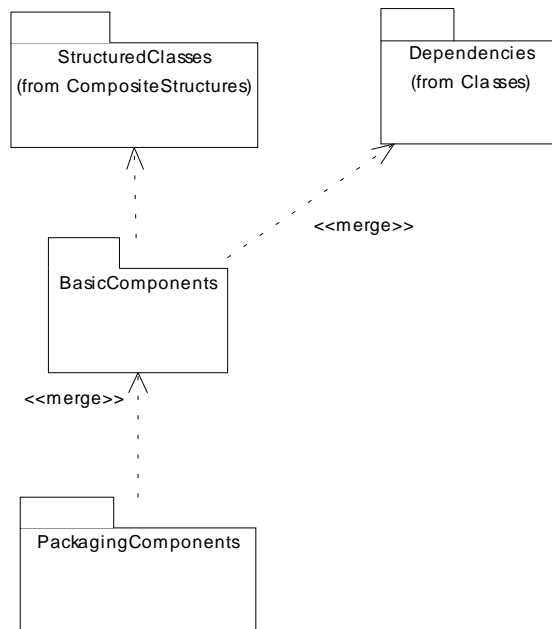 StructuredClasses
(from CompositeStructures)
Dependencies
(from Classes)
<<merge>>
BasicComponents
<<merge>>
PackagingComponents